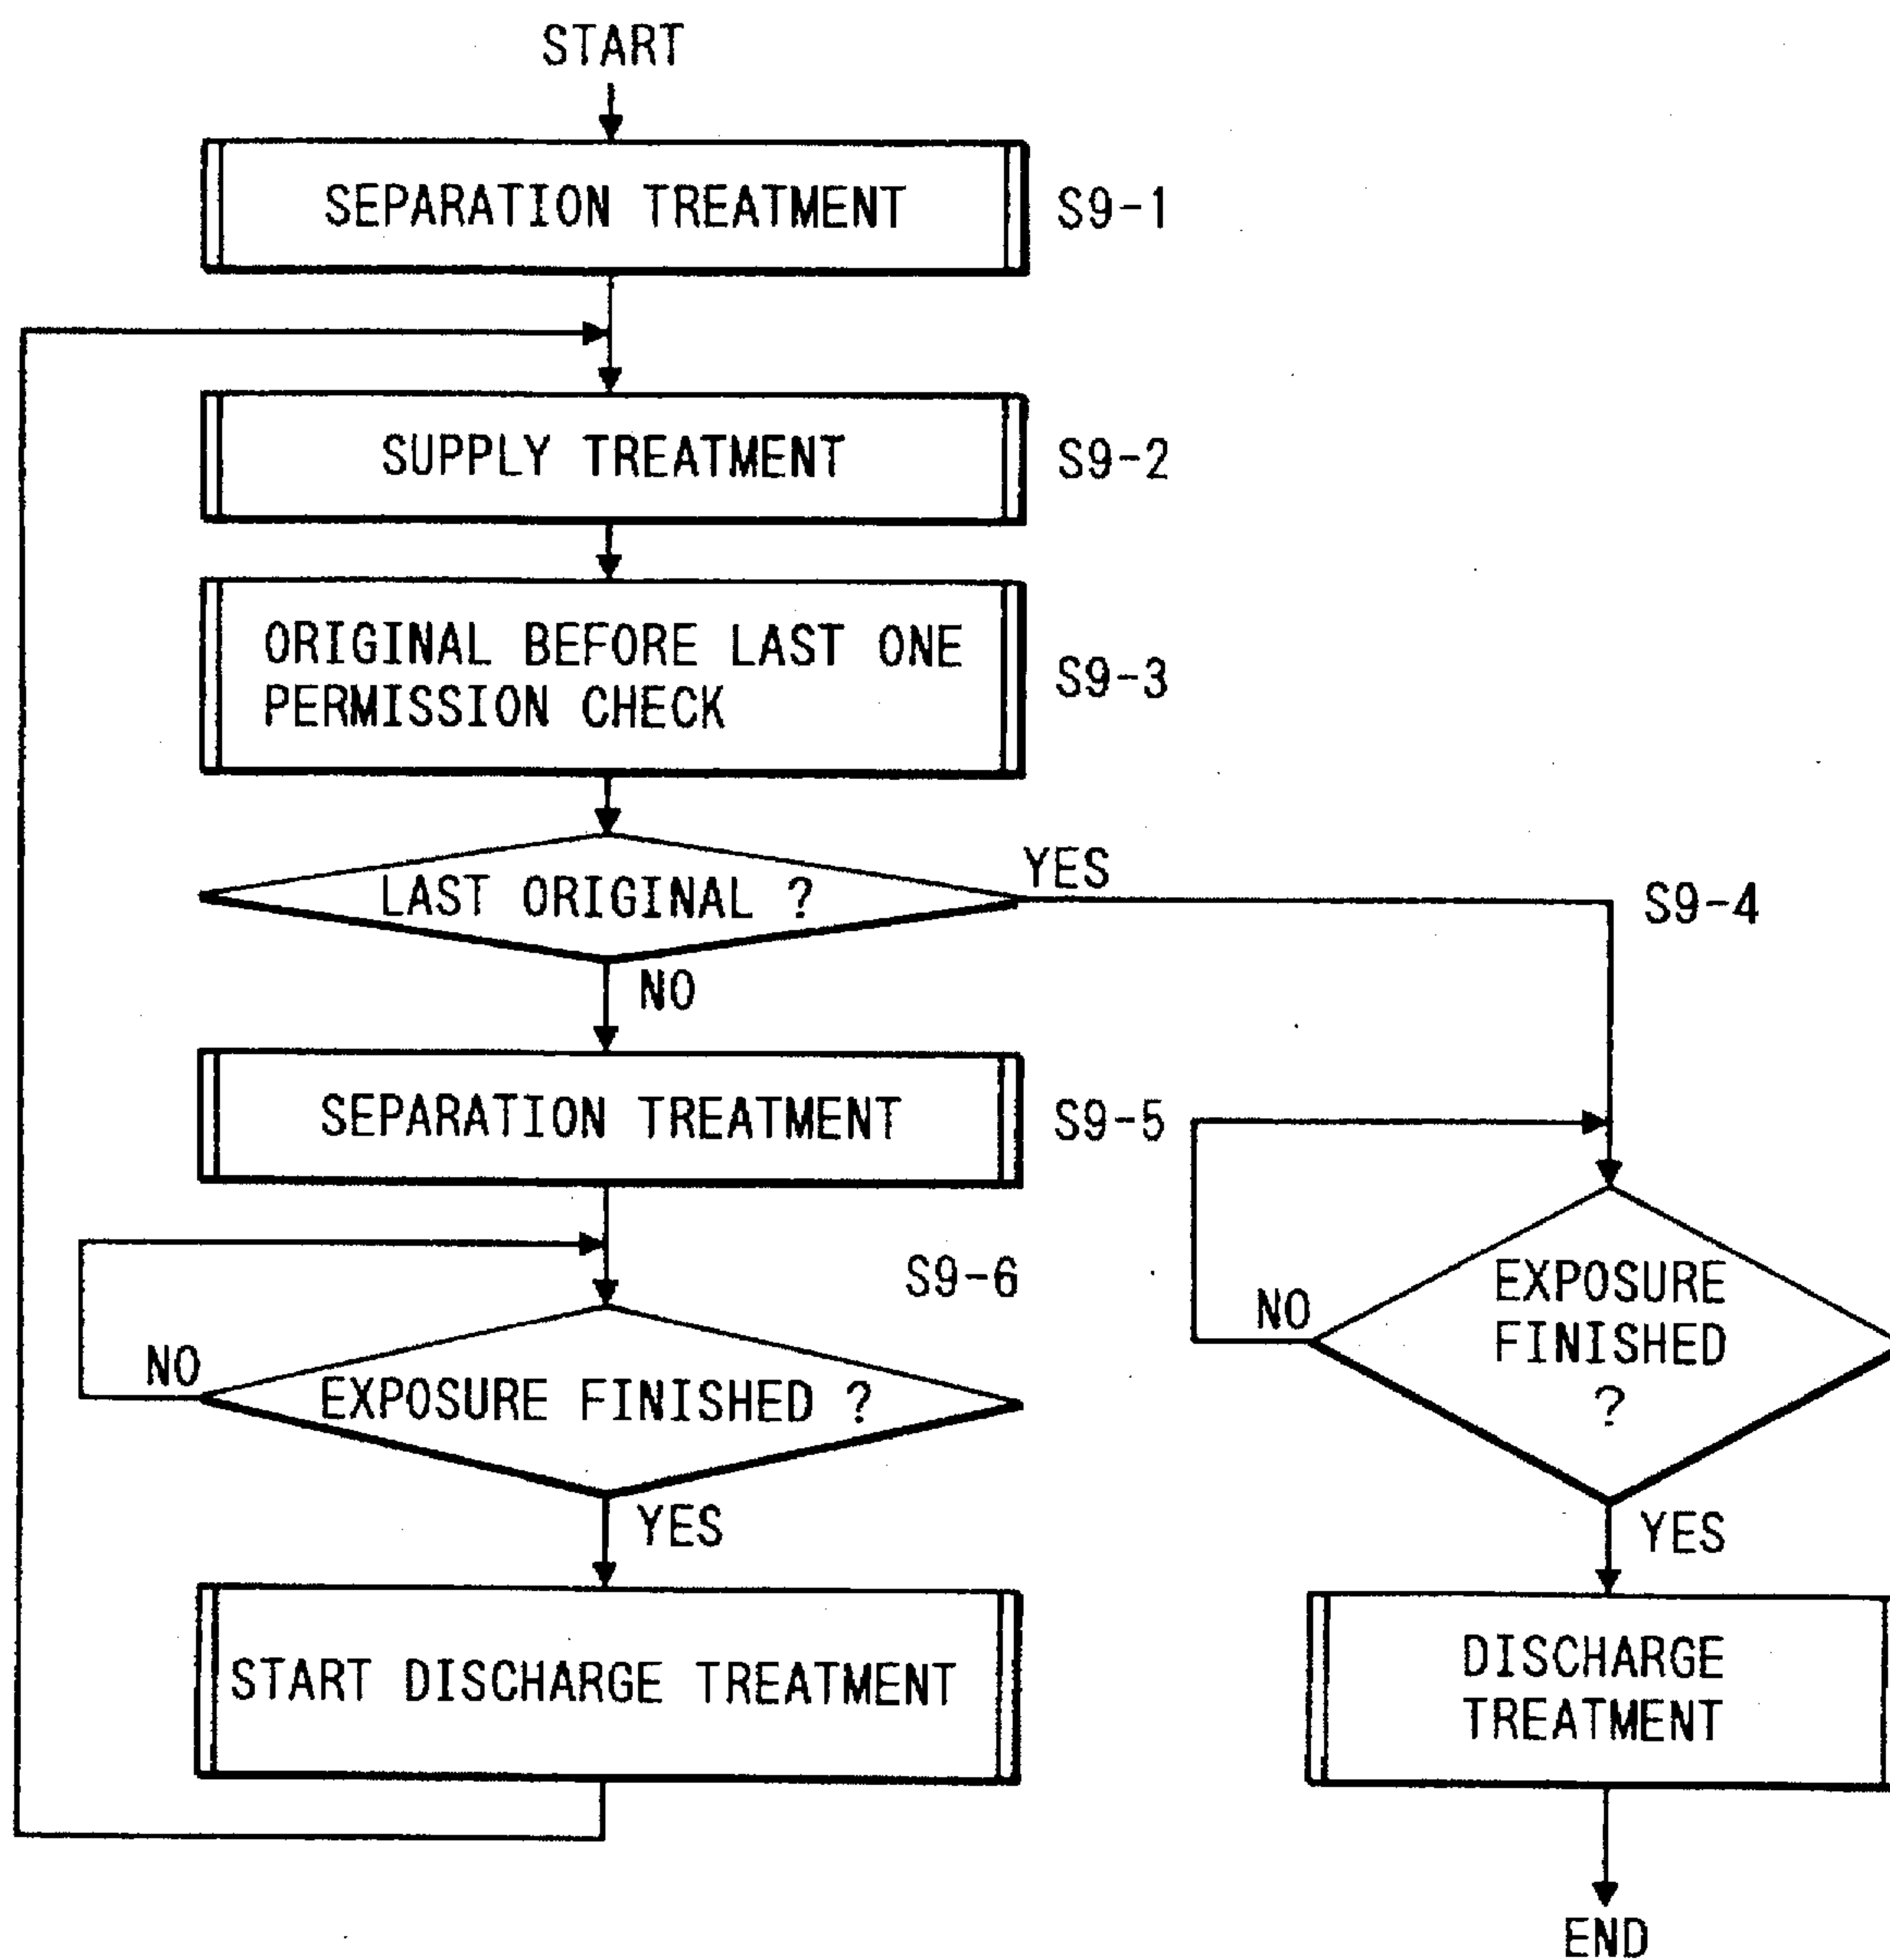 START
SEPARATION TREATMENT
S9-1
SUPPLY TREATMENT
S9-2
ORIGINAL BEFORE LAST ONE
PERMISSION CHECK
S9-3
LAST ORIGINAL ?
YES
S9-4
NO
SEPARATION TREATMENT
S9-5
S9-6
NO
EXPOSURE FINISHED ?
YES
START DISCHARGE TREATMENT
NO
EXPOSURE
FINISHED
?
YES
DISCHARGE
TREATMENT
END